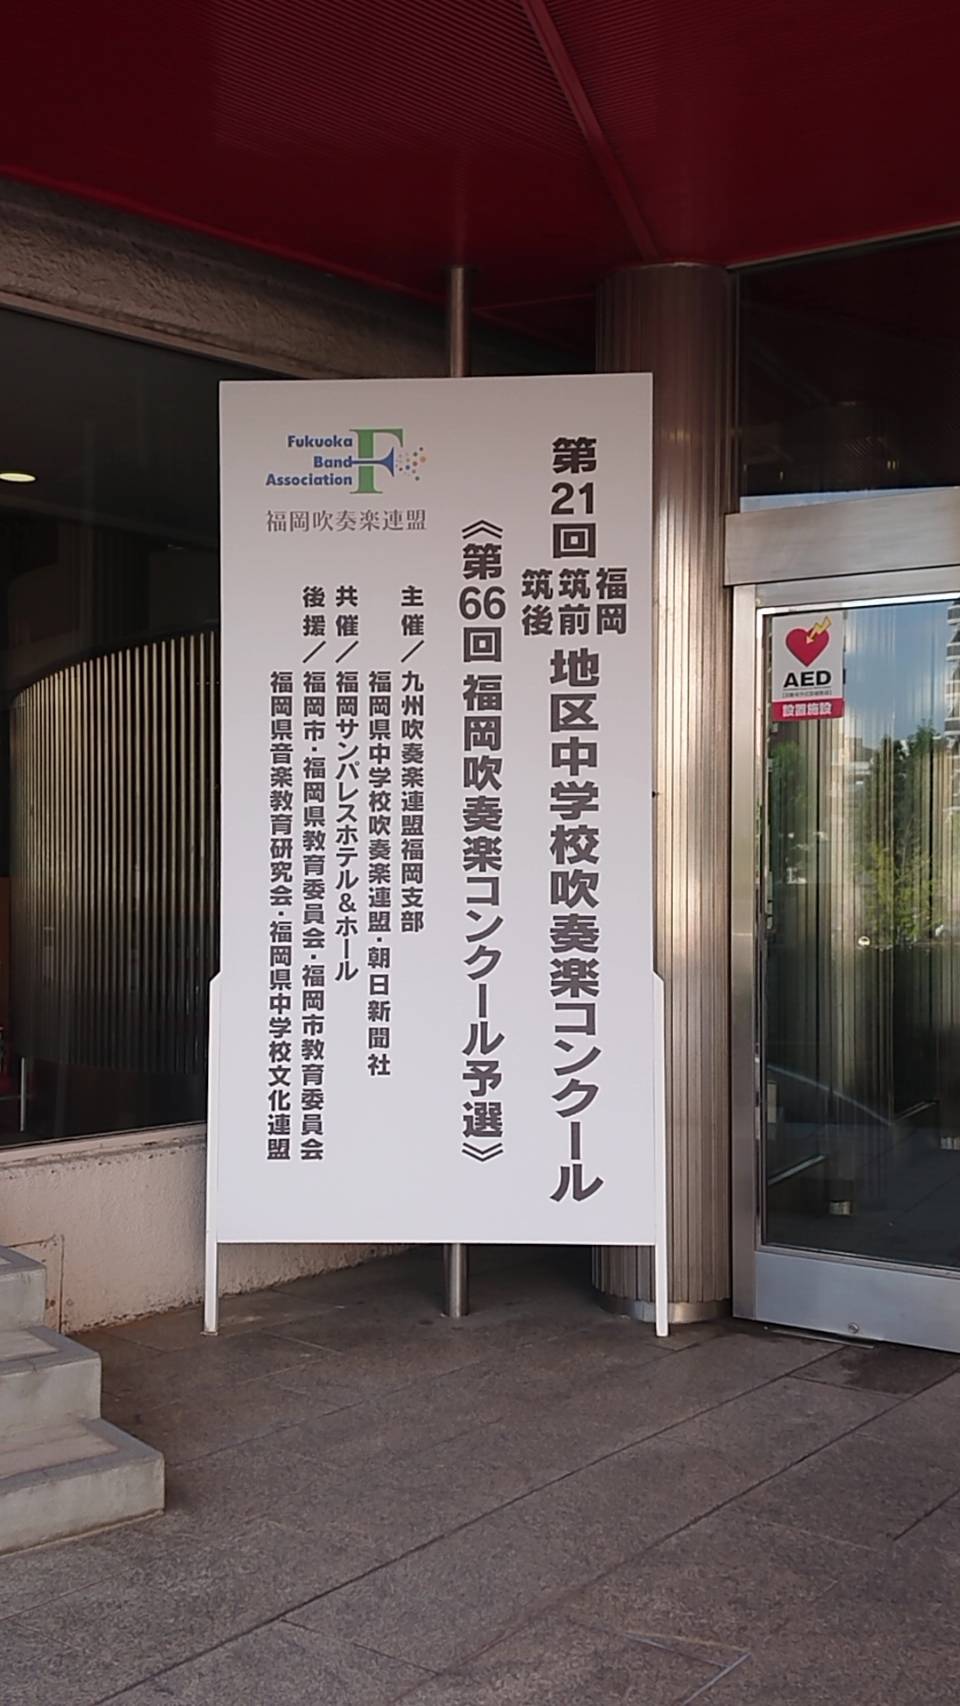 第21回 福岡 筑前 筑後 地区中学校吹奏楽コンクール
《第66回 福岡吹奏楽コンクール予選》
主催/九州吹奏楽連盟福岡支部
福岡県中学校吹奏楽連盟・朝日新聞社
共催/福岡サンパレスホテル&ホール
後援/福岡市・福岡県教育委員会・福岡市教育委員会
福岡県音楽教育研究会・福岡県中学校文化連盟
Fukuoka
Band
Association
F
福岡吹奏楽連盟
AED
設置施設